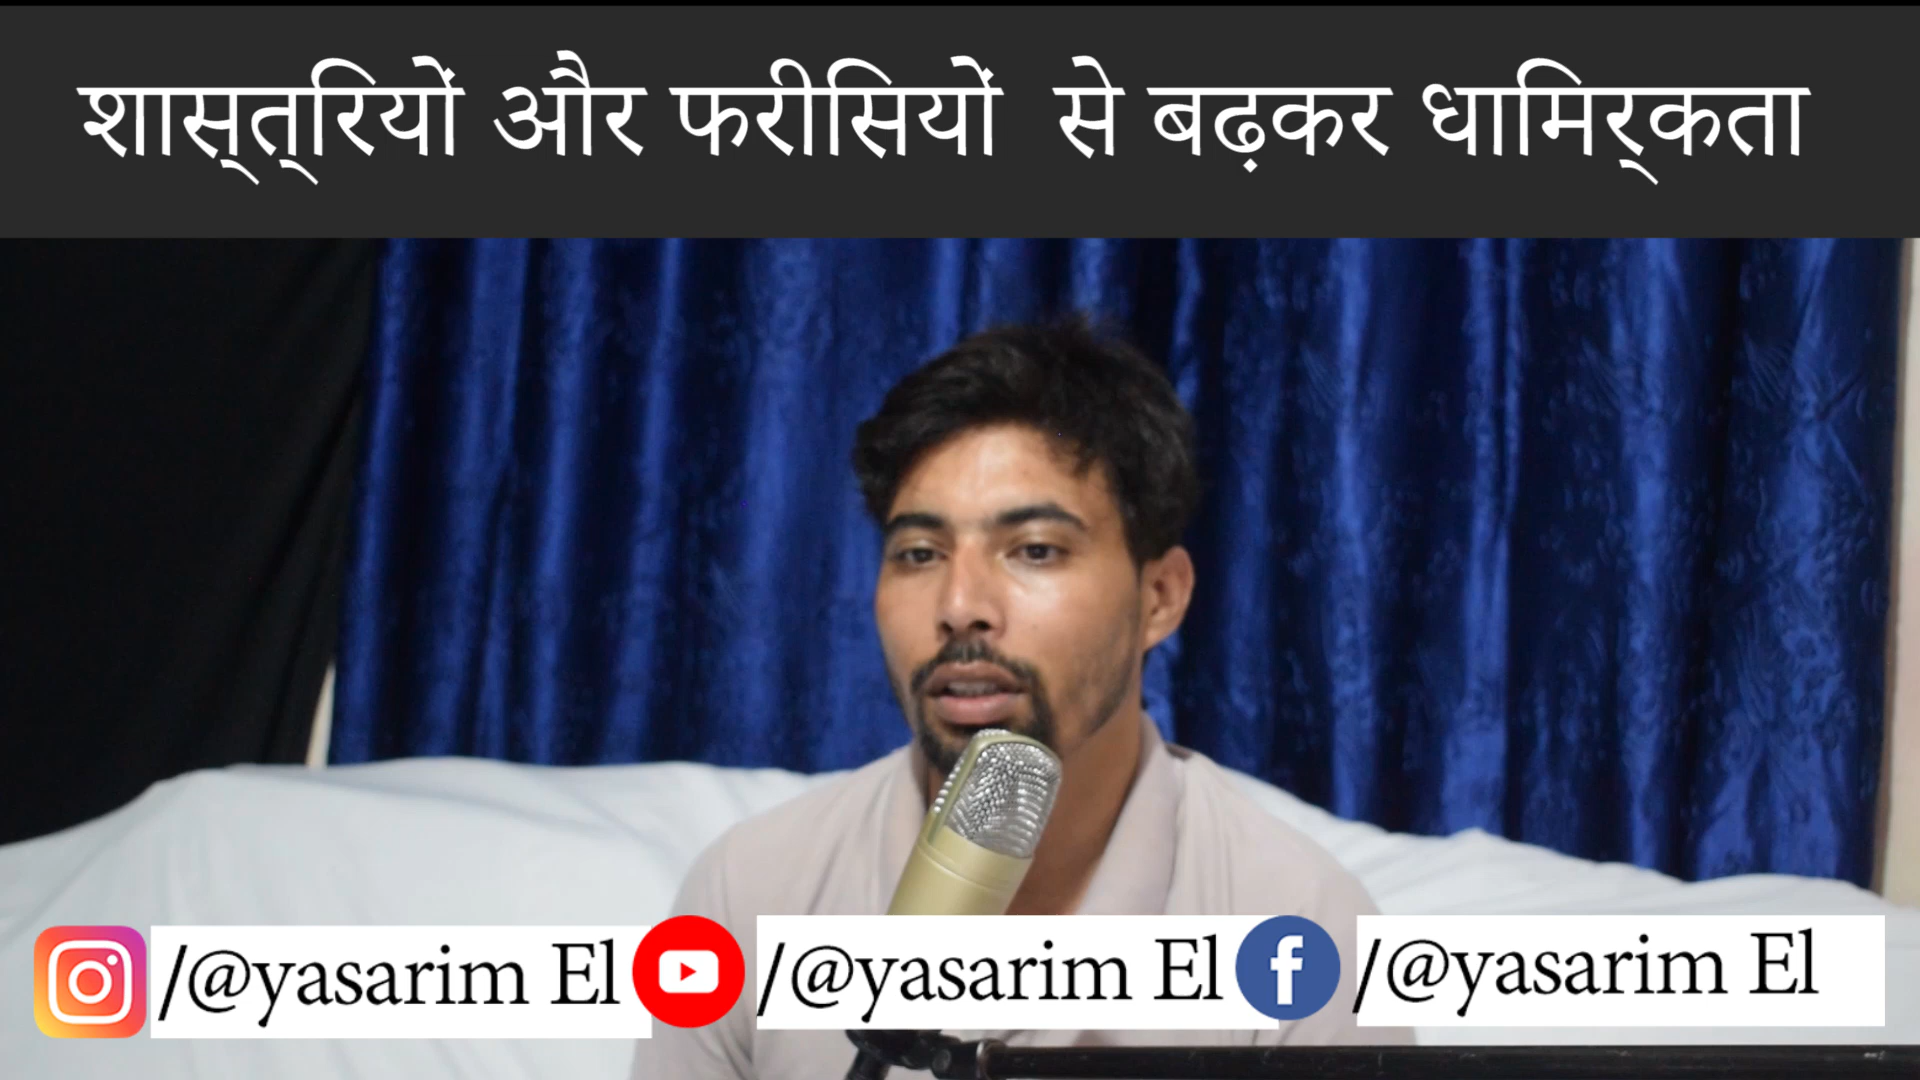 शास्त्रियों और फरीसियों से बढ़कर धामिर्कता
/@yasarim El /@yasarim El /@yasarim El